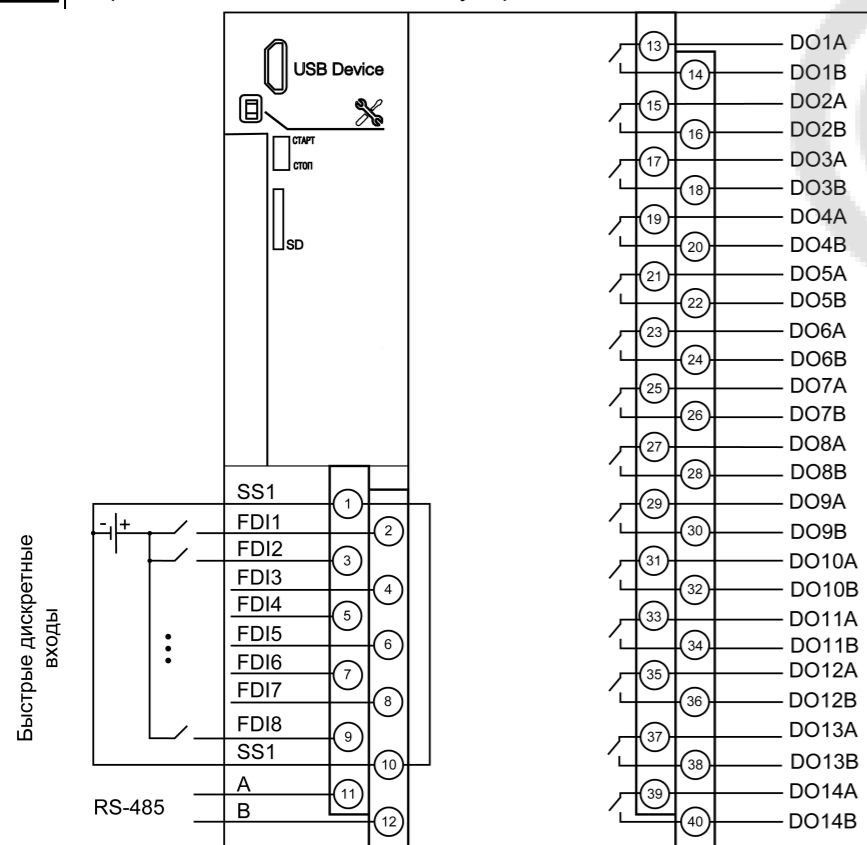 USB Device
СТАРТ
СТОП
SD
13 DO1A
14 DO1B
15 DO2A
16 DO2B
17 DO3A
18 DO3B
19 DO4A
20 DO4B
21 DO5A
22 DO5B
23 DO6A
24 DO6B
25 DO7A
26 DO7B
27 DO8A
28 DO8B
29 DO9A
30 DO9B
31 DO10A
32 DO10B
33 DO11A
34 DO11B
35 DO12A
36 DO12B
37 DO13A
38 DO13B
39 DO14A
40 DO14B
Быстрые дискретные
входы
- +
SS1 1
FDI1 2
FDI2 3
FDI3 4
FDI4 5
FDI5 6
FDI6 7
FDI7 8
FDI8 9
SS1 10
RS-485
A 11
B 12